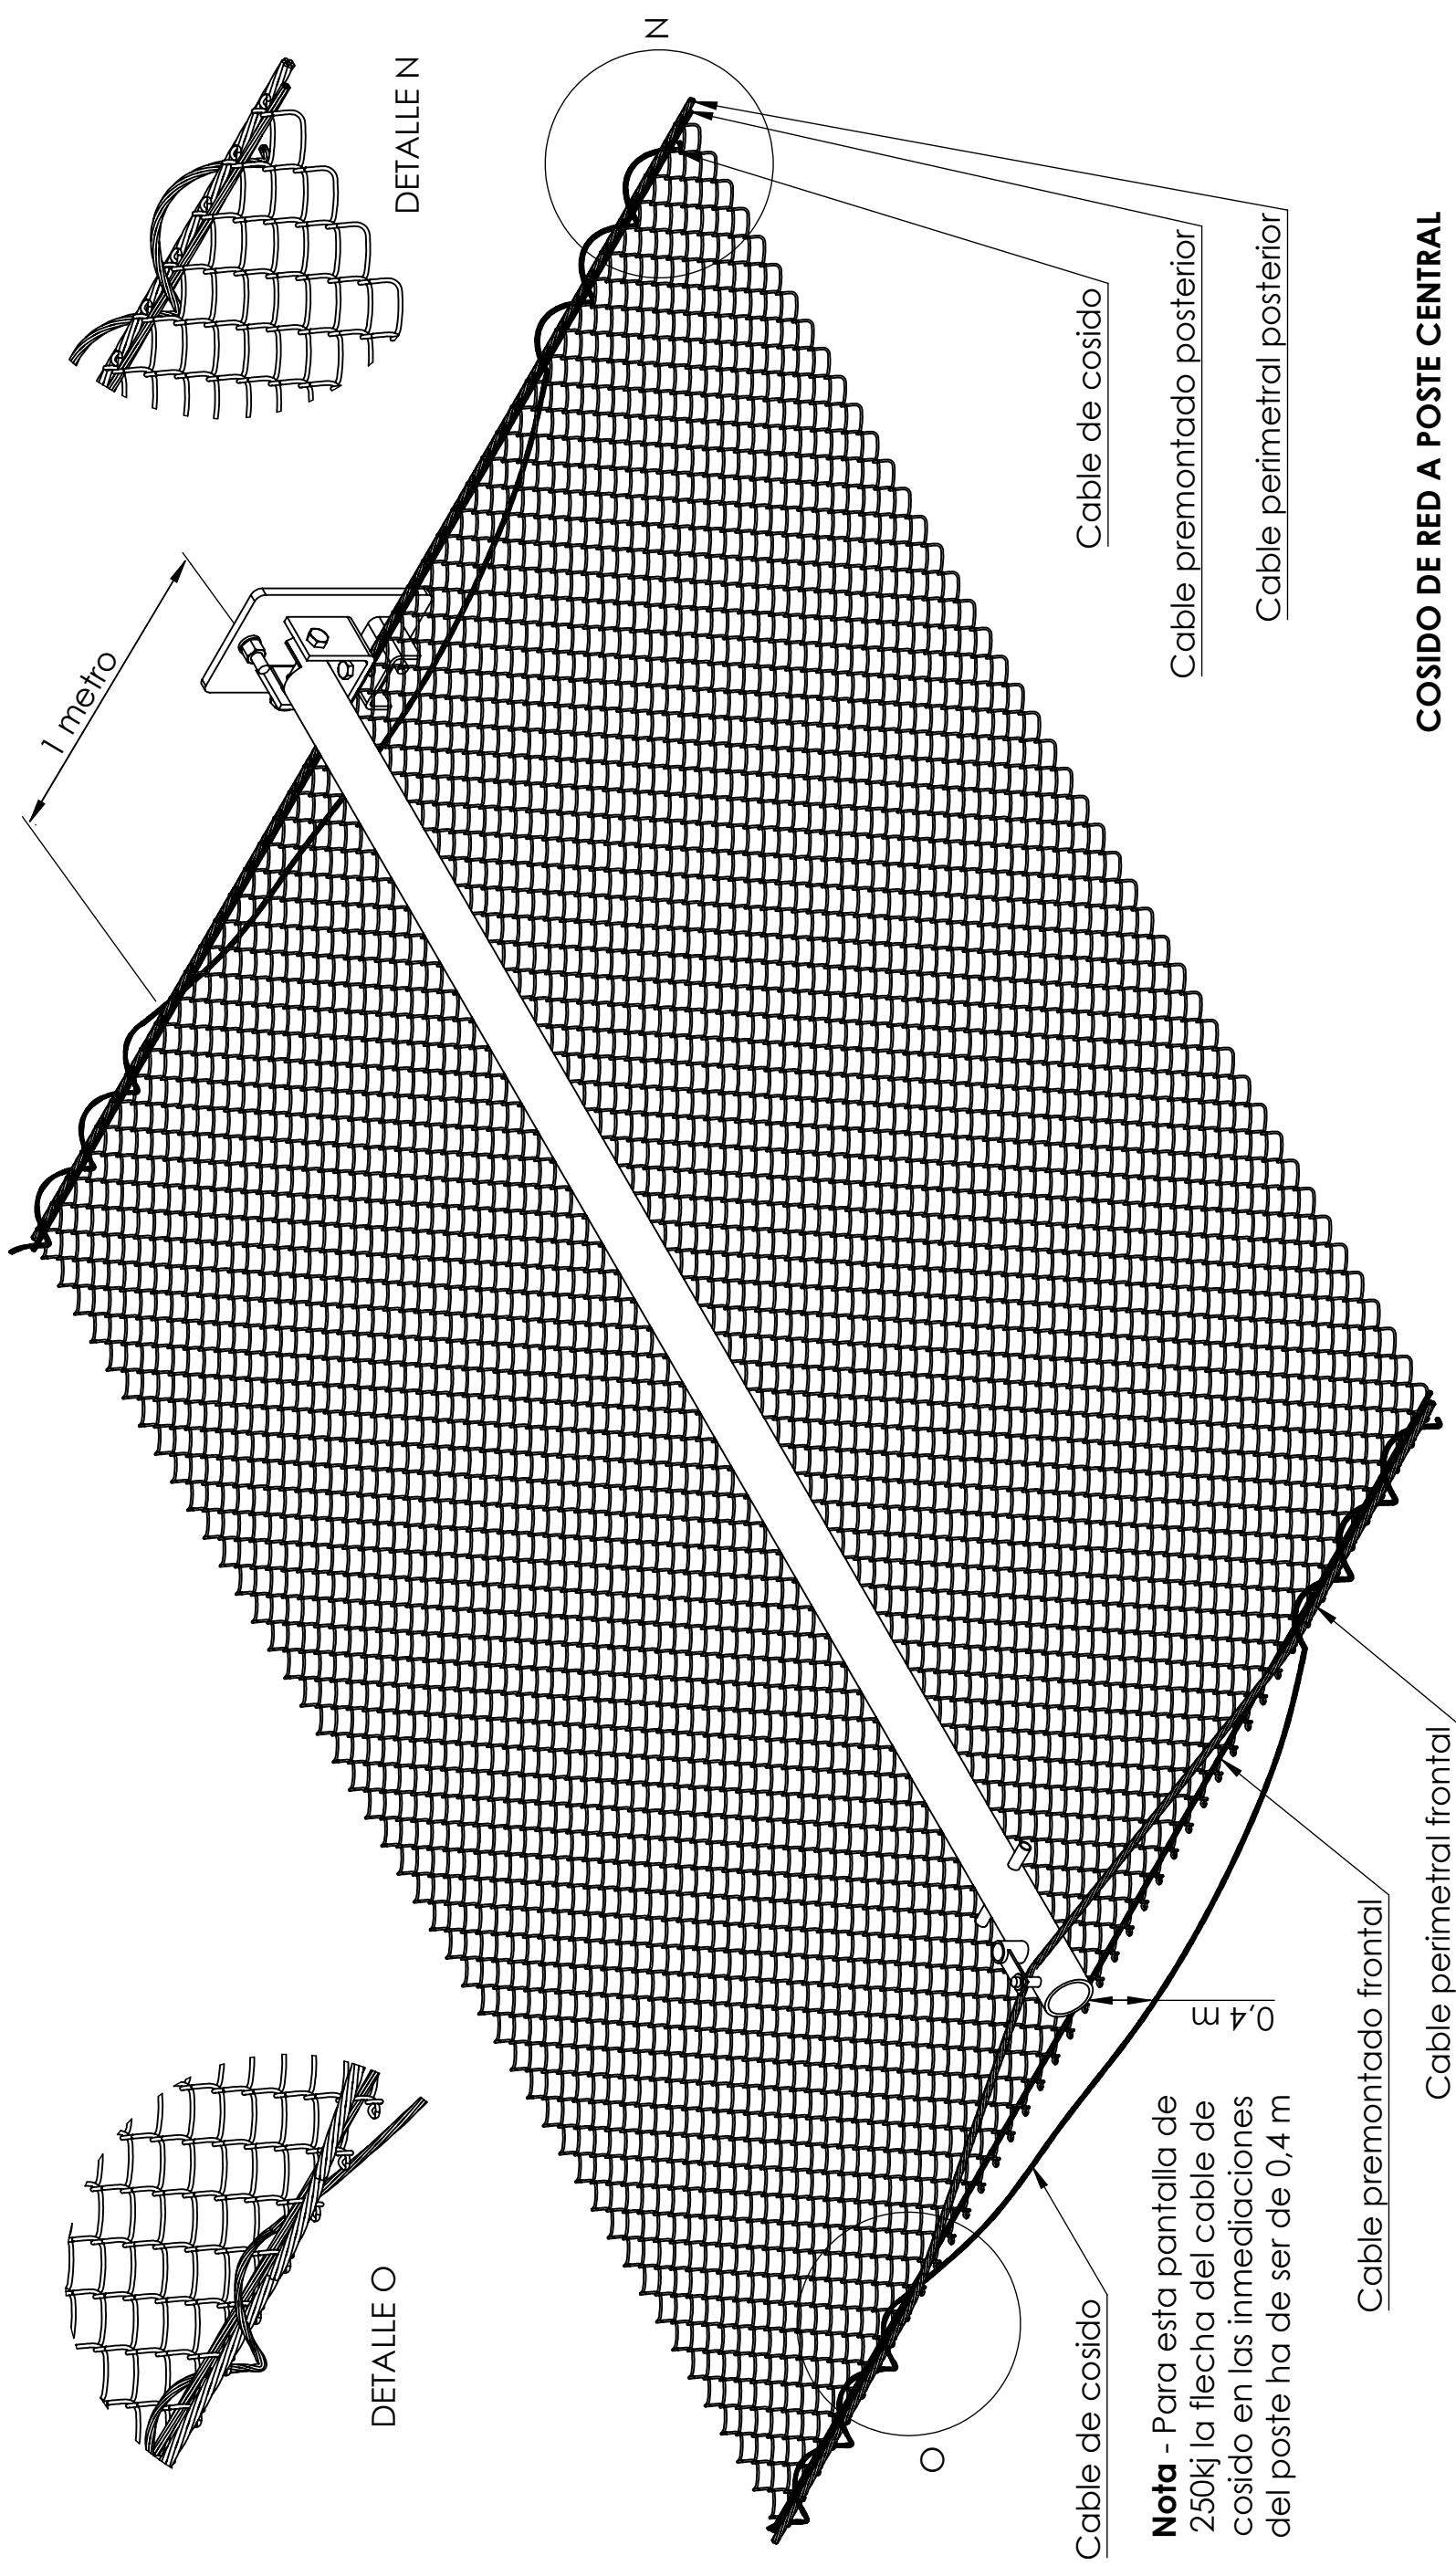 DETALLE O
DETALLE N
1 metro
N
O
Cable de cosido
Nota - Para esta pantalla de
250kj la flecha del cable de
cosido en las inmediaciones
del poste ha de ser de 0,4 m
0,4 m
Cable premontado frontal
Cable perimetral frontal
Cable de cosido
Cable premontado posterior
Cable perimetral posterior
COSIDO DE RED A POSTE CENTRAL